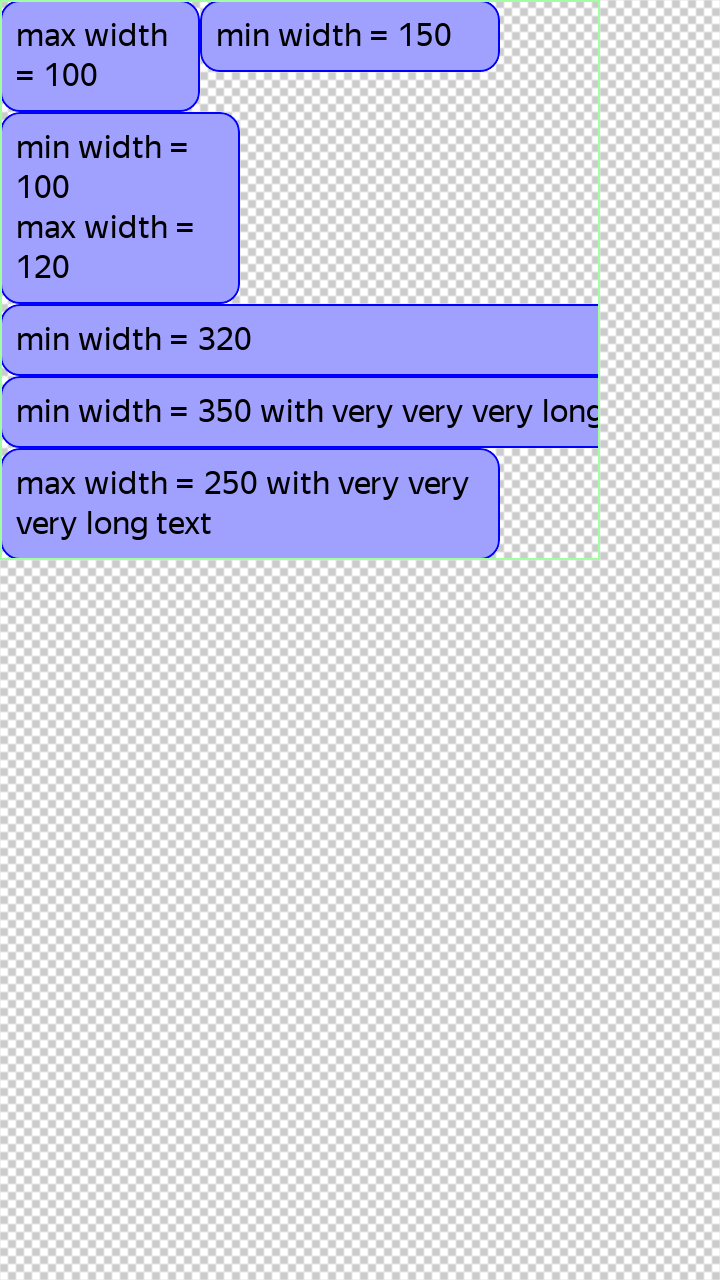 max width
= 100
min width = 150
min width =
100
max width =
120
min width = 320
min width = 350 with very very very long
max width = 250 with very very
very long text